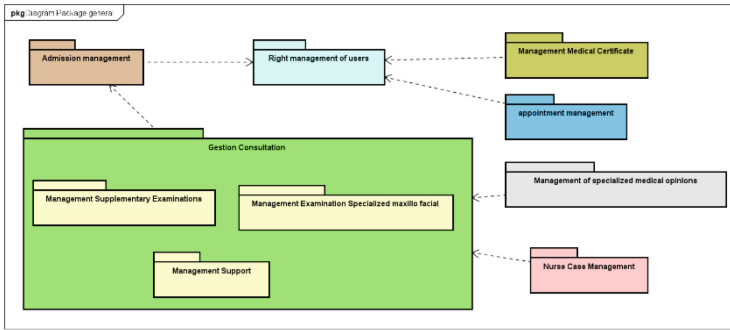 pkg Diagram Package general
Admission management
Right management of users
Management Medical Certificate
appointment management
Gestion Consultation
Management Supplementary Examinations
Management Examination Specialized maxillo facial
Management of specialized medical opinions
Management Support
Nurse Case Management